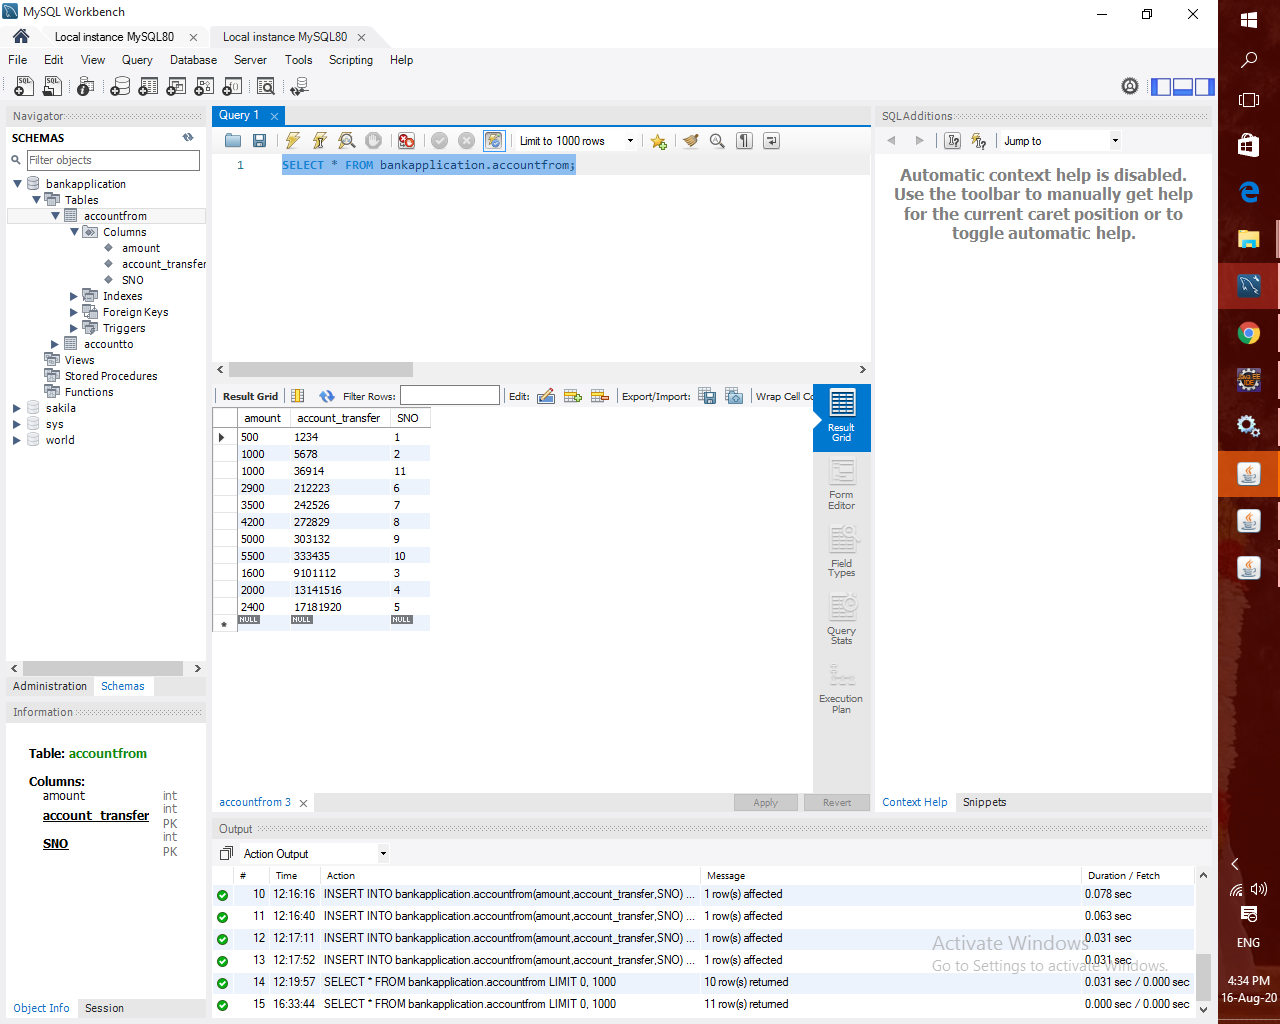 MySQL Workbench
Local instance MySQL80
Local instance MySQL80
File Edit View Query Database Server Tools Scripting Help
Navigator
SCHEMAS
Filter objects
bankapplication
Tables
accountfrom
Columns
amount
account_transfer
SNO
Indexes
Foreign Keys
Triggers
accountto
Views
Stored Procedures
Functions
sakila
sys
world
Administration Schemas
Information
Table: accountfrom
Columns:
amount int
account_transfer int PK
SNO int PK
Object Info Session
Query 1
Limit to 1000 rows
1 SELECT * FROM bankapplication.accountfrom;
Result Grid Filter Rows: Edit: Export/Import: Wrap Cell Co
amount account_transfer SNO
500 1234 1
1000 5678 2
1000 36914 11
2900 212223 6
3500 242526 7
4200 272829 8
5000 303132 9
5500 333435 10
1600 9101112 3
2000 13141516 4
2400 17181920 5
NULL NULL NULL
Result Grid
Form Editor
Field Types
Query Stats
Execution Plan
accountfrom 3
Apply Revert
SQLAdditions
Jump to
Automatic context help is disabled.
Use the toolbar to manually get help
for the current caret position or to
toggle automatic help.
Context Help Snippets
Output
Action Output
# Time Action Message Duration / Fetch
10 12:16:16 INSERT INTO bankapplication.accountfrom(amount,account_transfer,SNO) ... 1 row(s) affected 0.078 sec
11 12:16:40 INSERT INTO bankapplication.accountfrom(amount,account_transfer,SNO) ... 1 row(s) affected 0.063 sec
12 12:17:11 INSERT INTO bankapplication.accountfrom(amount,account_transfer,SNO) ... 1 row(s) affected 0.031 sec
13 12:17:52 INSERT INTO bankapplication.accountfrom(amount,account_transfer,SNO) ... 1 row(s) affected 0.031 sec
14 12:19:57 SELECT * FROM bankapplication.accountfrom LIMIT 0, 1000 10 row(s) returned 0.031 sec / 0.000 sec
15 16:33:44 SELECT * FROM bankapplication.accountfrom LIMIT 0, 1000 11 row(s) returned 0.000 sec / 0.000 sec
Activate Windows
Go to Settings to activate Windows.
ENG
4:34 PM
16-Aug-20